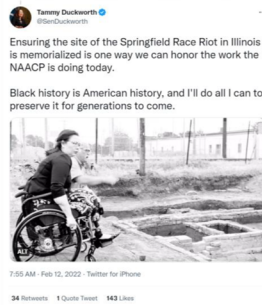 Tammy Duckworth
@SenDuckworth
Ensuring the site of the Springfield Race Riot in Illinois
is memorialized is one way we can honor the work the
NAACP is doing today.
Black history is American history, and I'll do all I can to
preserve it for generations to come.
ALT
7:55 AM · Feb 12, 2022 · Twitter for iPhone
34 Retweets 1 Quote Tweet 143 Likes